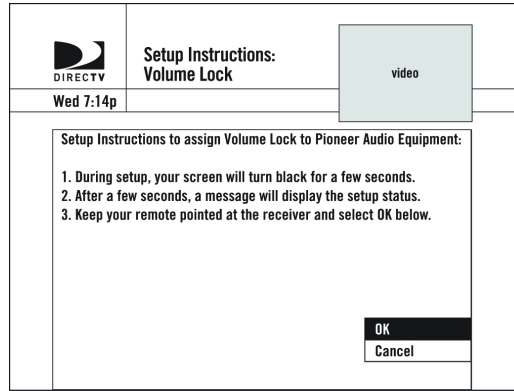 DIRECTV
Setup Instructions:
Volume Lock
video
Wed 7:14p
Setup Instructions to assign Volume Lock to Pioneer Audio Equipment:
1. During setup, your screen will turn black for a few seconds.
2. After a few seconds, a message will display the setup status.
3. Keep your remote pointed at the receiver and select OK below.
OK
Cancel